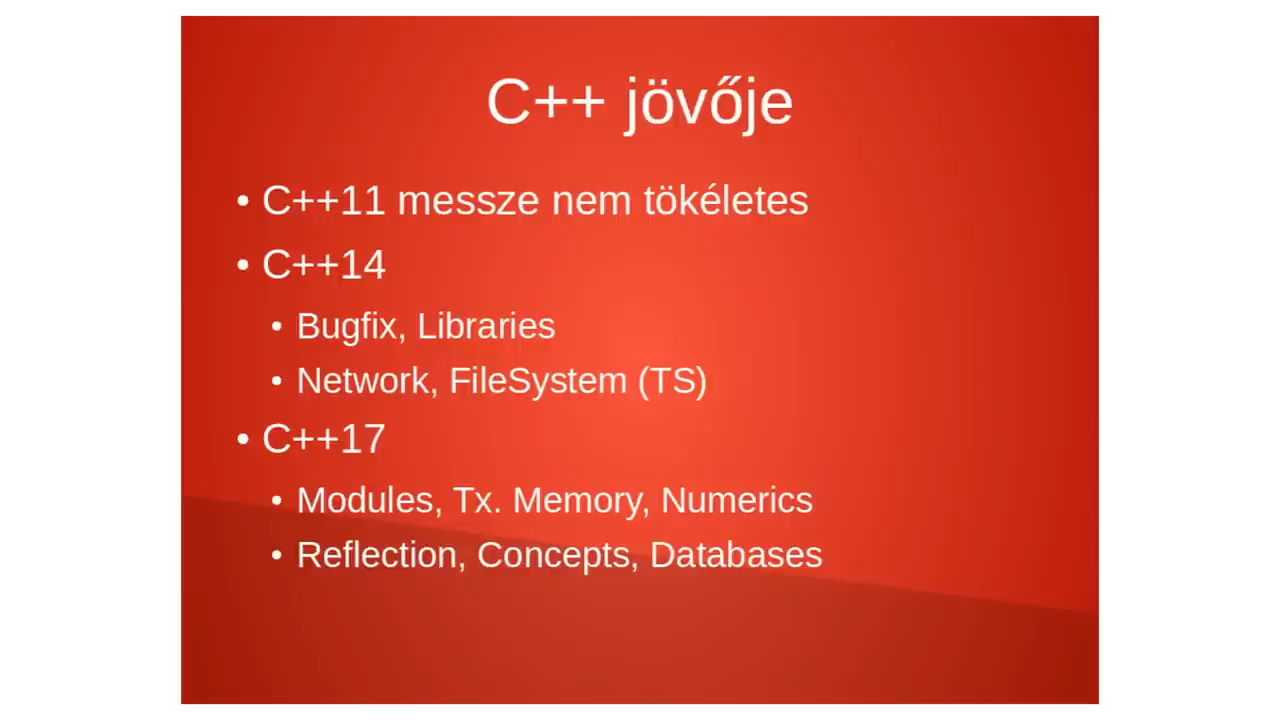 C++ jövője
• C++11 messze nem tökéletes
• C++14
• Bugfix, Libraries
• Network, FileSystem (TS)
• C++17
• Modules, Tx. Memory, Numerics
• Reflection, Concepts, Databases